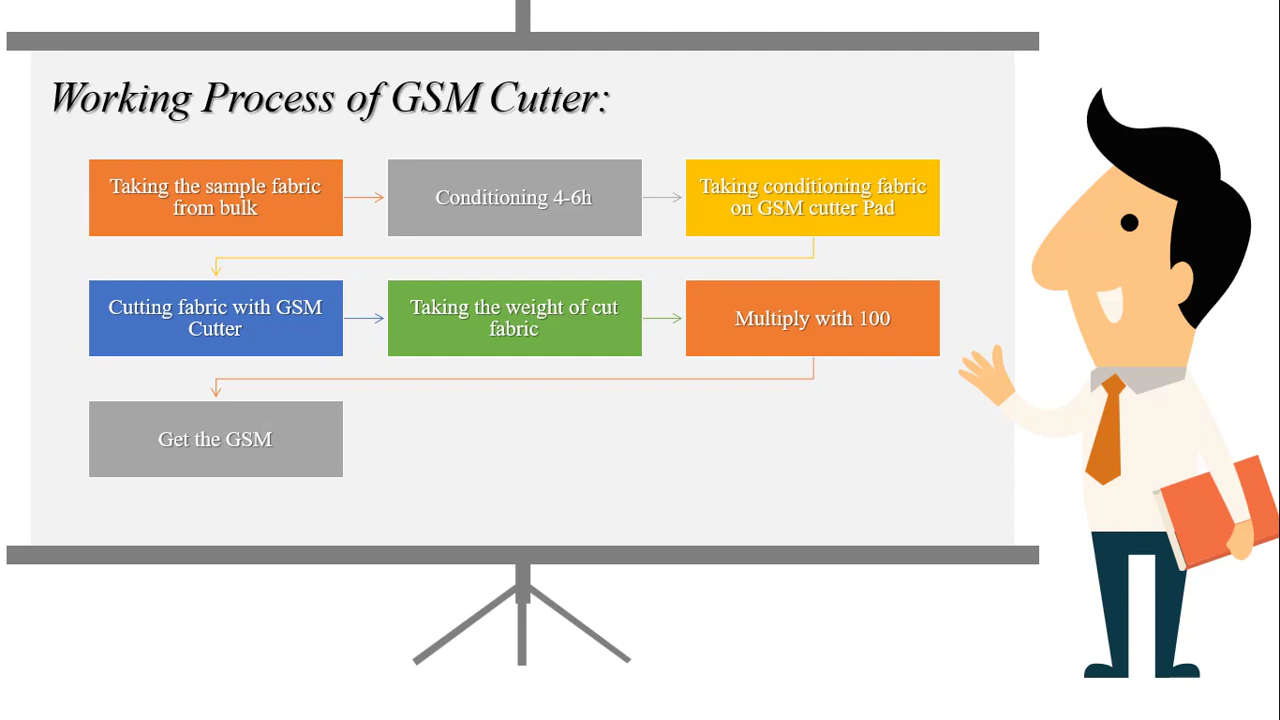 Working Process of GSM Cutter:
Taking the sample fabric
from bulk
Conditioning 4-6h
Taking conditioning fabric
on GSM cutter Pad
Cutting fabric with GSM
Cutter
Taking the weight of cut
fabric
Multiply with 100
Get the GSM